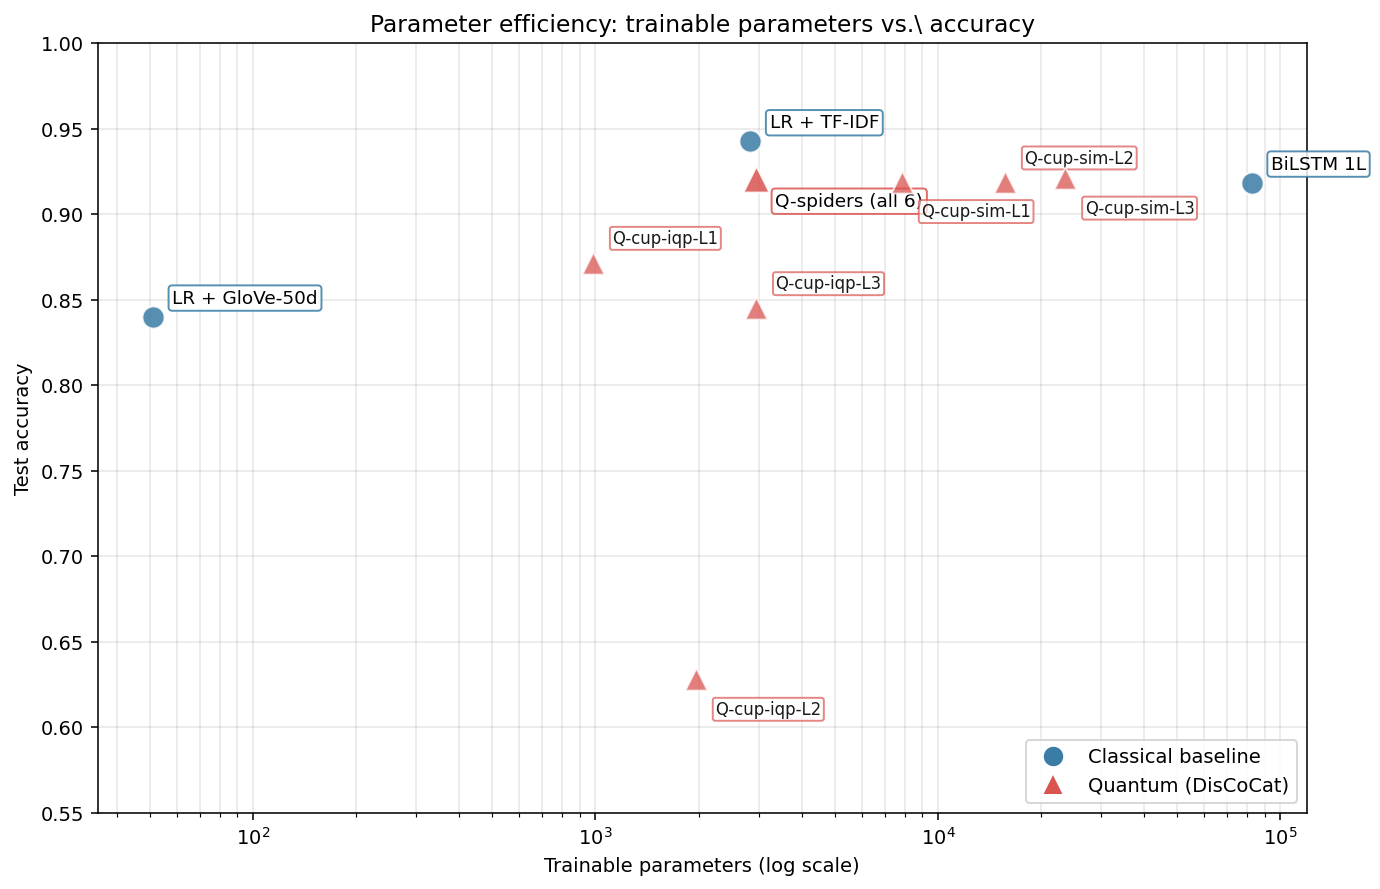 Parameter efficiency: trainable parameters vs.\ accuracy
1.00
0.95
0.90
0.85
0.80
0.75
0.70
0.65
0.60
0.55
Test accuracy
LR + TF-IDF
Q-cup-sim-L2
BiLSTM 1L
Q-spiders (all 6)
Q-cup-sim-L1
Q-cup-sim-L3
Q-cup-iqp-L1
Q-cup-iqp-L3
LR + GloVe-50d
Q-cup-iqp-L2
Classical baseline
Quantum (DisCoCat)
10² 10³ 10⁴ 10⁵
Trainable parameters (log scale)